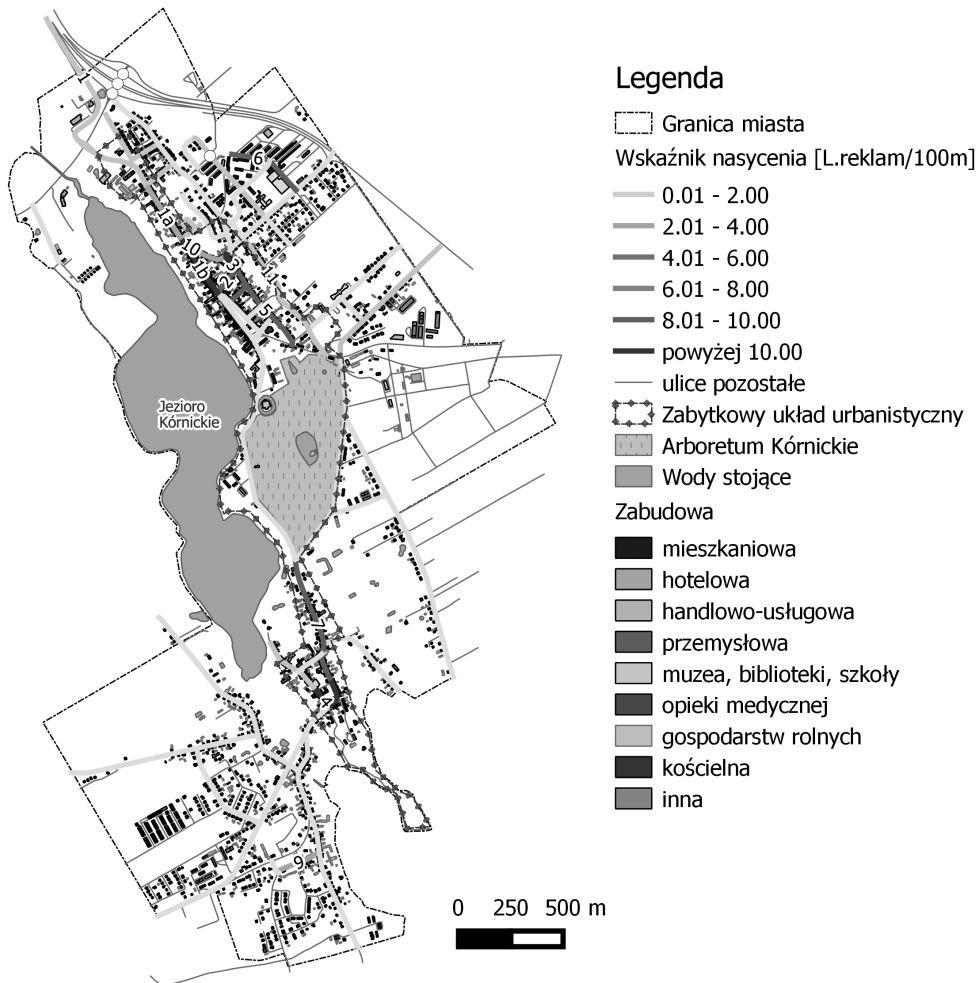 Legenda
Granica miasta
Wskaźnik nasycenia [L.reklam/100m]
0.01 - 2.00
2.01 - 4.00
4.01 - 6.00
6.01 - 8.00
8.01 - 10.00
powyżej 10.00
ulice pozostałe
Zabytkowy układ urbanistyczny
Arboretum Kórnickie
Wody stojące
Zabudowa
mieszkaniowa
hotelowa
handlowo-usługowa
przemysłowa
muzea, biblioteki, szkoły
opieki medycznej
gospodarstw rolnych
kościelna
inna
1
6
1a
10
1b
3
2
11
5
8
Jezioro
Kórnickie
7
4
9
0 250 500 m